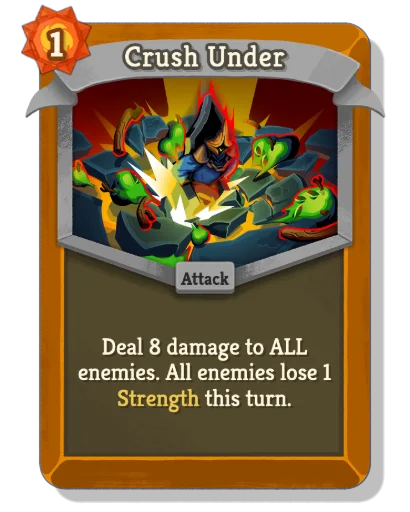 1
Crush Under
Attack
Deal 8 damage to ALL
enemies. All enemies lose 1
Strength this turn.